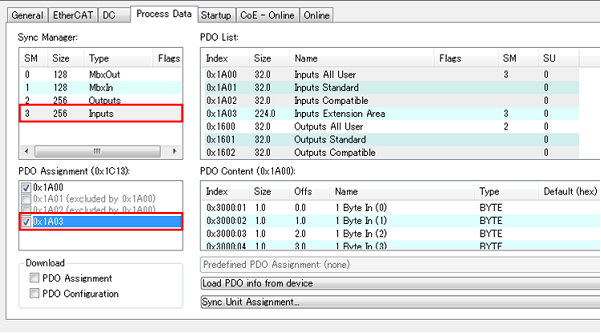 General EtherCAT DC Process Data Startup CoE - Online Online
Sync Manager:
SM Size Type Flags
0 128 MbxOut
1 128 MbxIn
2 256 Outputs
3 256 Inputs
PDO List:
Index Size Name Flags SM SU
0x1A00 32.0 Inputs All User 3 0
0x1A01 32.0 Inputs Standard 0
0x1A02 32.0 Inputs Compatible 0
0x1A03 224.0 Inputs Extension Area 3 0
0x1600 32.0 Outputs All User 2 0
0x1601 32.0 Outputs Standard 0
0x1602 32.0 Outputs Compatible 0
PDO Assignment (0x1C13):
0x1A00
0x1A01 (excluded by 0x1A00)
0x1A02 (excluded by 0x1A00)
0x1A03
PDO Content (0x1A00):
Index Size Offs Name Type Default (hex)
0x3000:01 1.0 0.0 1 Byte In (0) BYTE
0x3000:02 1.0 1.0 1 Byte In (1) BYTE
0x3000:03 1.0 2.0 1 Byte In (2) BYTE
0x3000:04 1.0 3.0 1 Byte In (3) BYTE
Download
PDO Assignment
PDO Configuration
Predefined PDO Assignment: (none)
Load PDO info from device
Sync Unit Assignment...